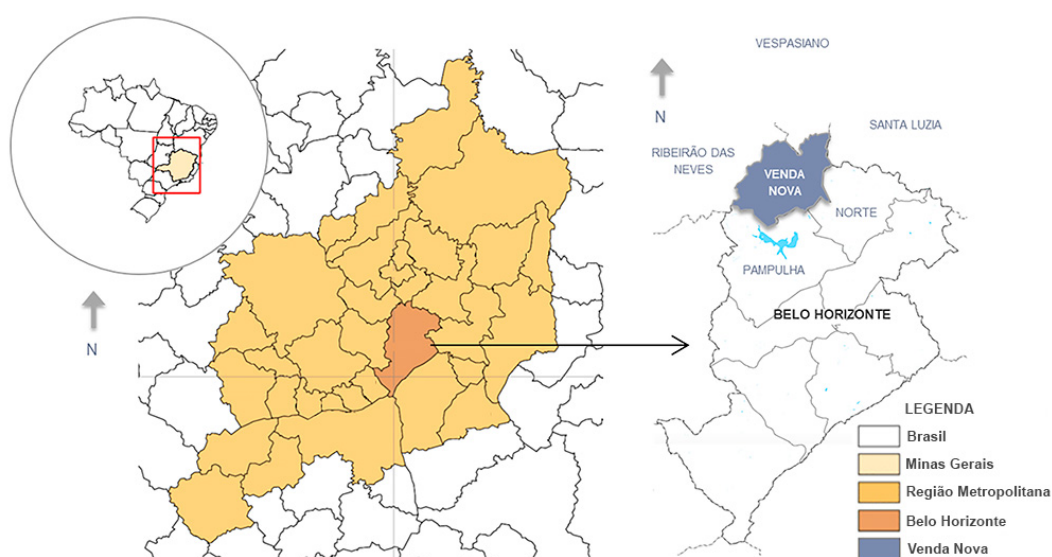 VESPASIANO
N
SANTA LUZIA
RIBEIRÃO DAS
NEVES
VENDA
NOVA
NORTE
PAMPULHA
N
BELO HORIZONTE
LEGENDA
Brasil
Minas Gerais
Região Metropolitana
Belo Horizonte
Venda Nova